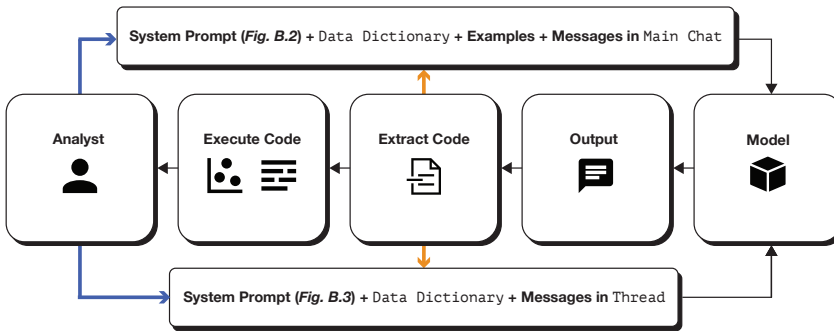 System Prompt (Fig. B.2) + Data Dictionary + Examples + Messages in Main Chat
Analyst
Execute Code
Extract Code
Output
Model
System Prompt (Fig. B.3) + Data Dictionary + Messages in Thread